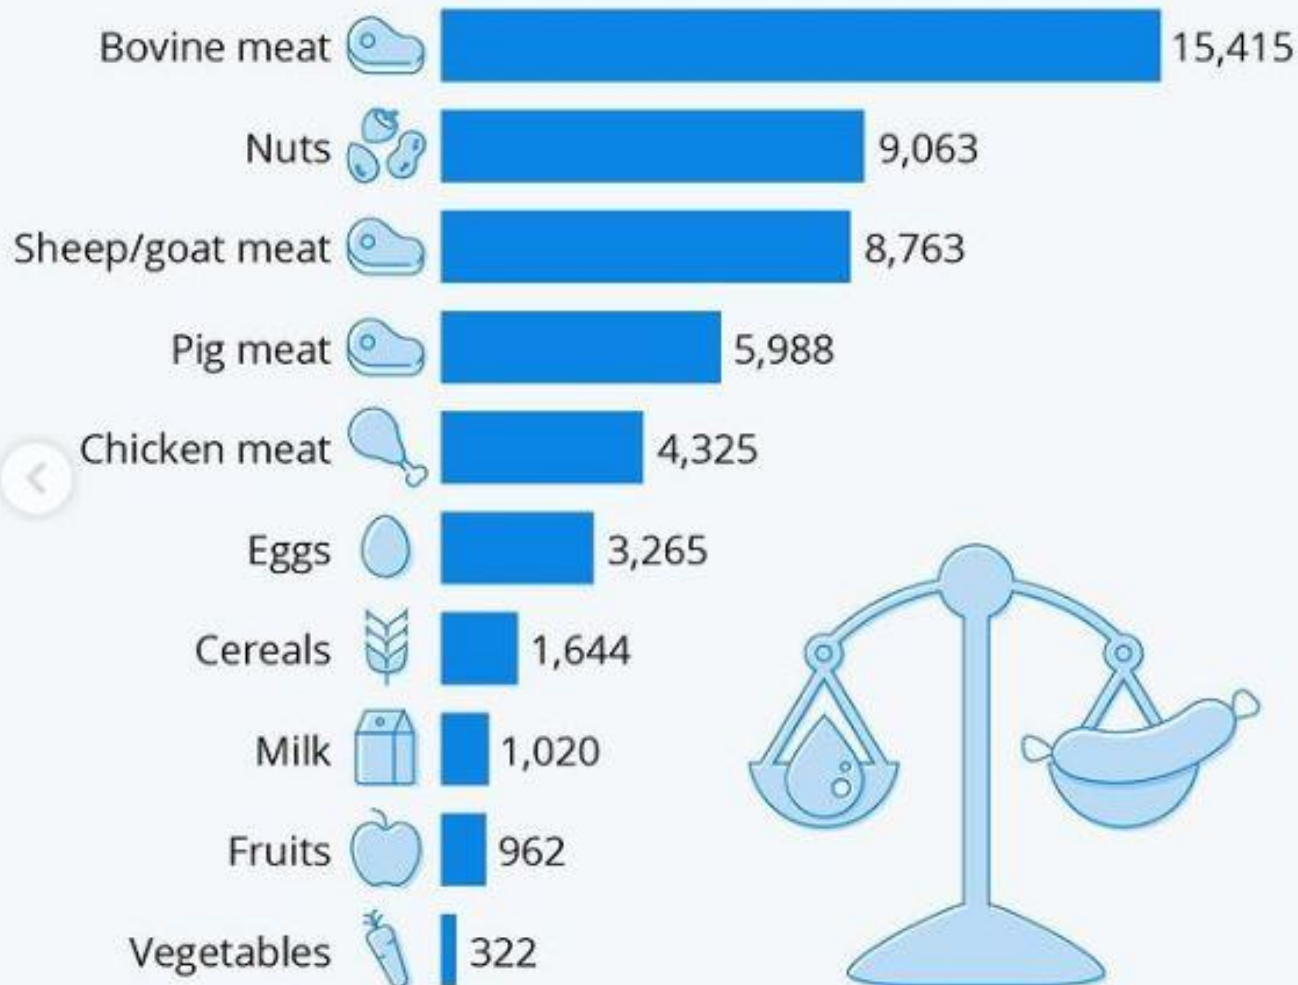 Bovine meat 15,415
Nuts 9,063
Sheep/goat meat 8,763
Pig meat 5,988
Chicken meat 4,325
Eggs 3,265
Cereals 1,644
Milk 1,020
Fruits 962
Vegetables 322